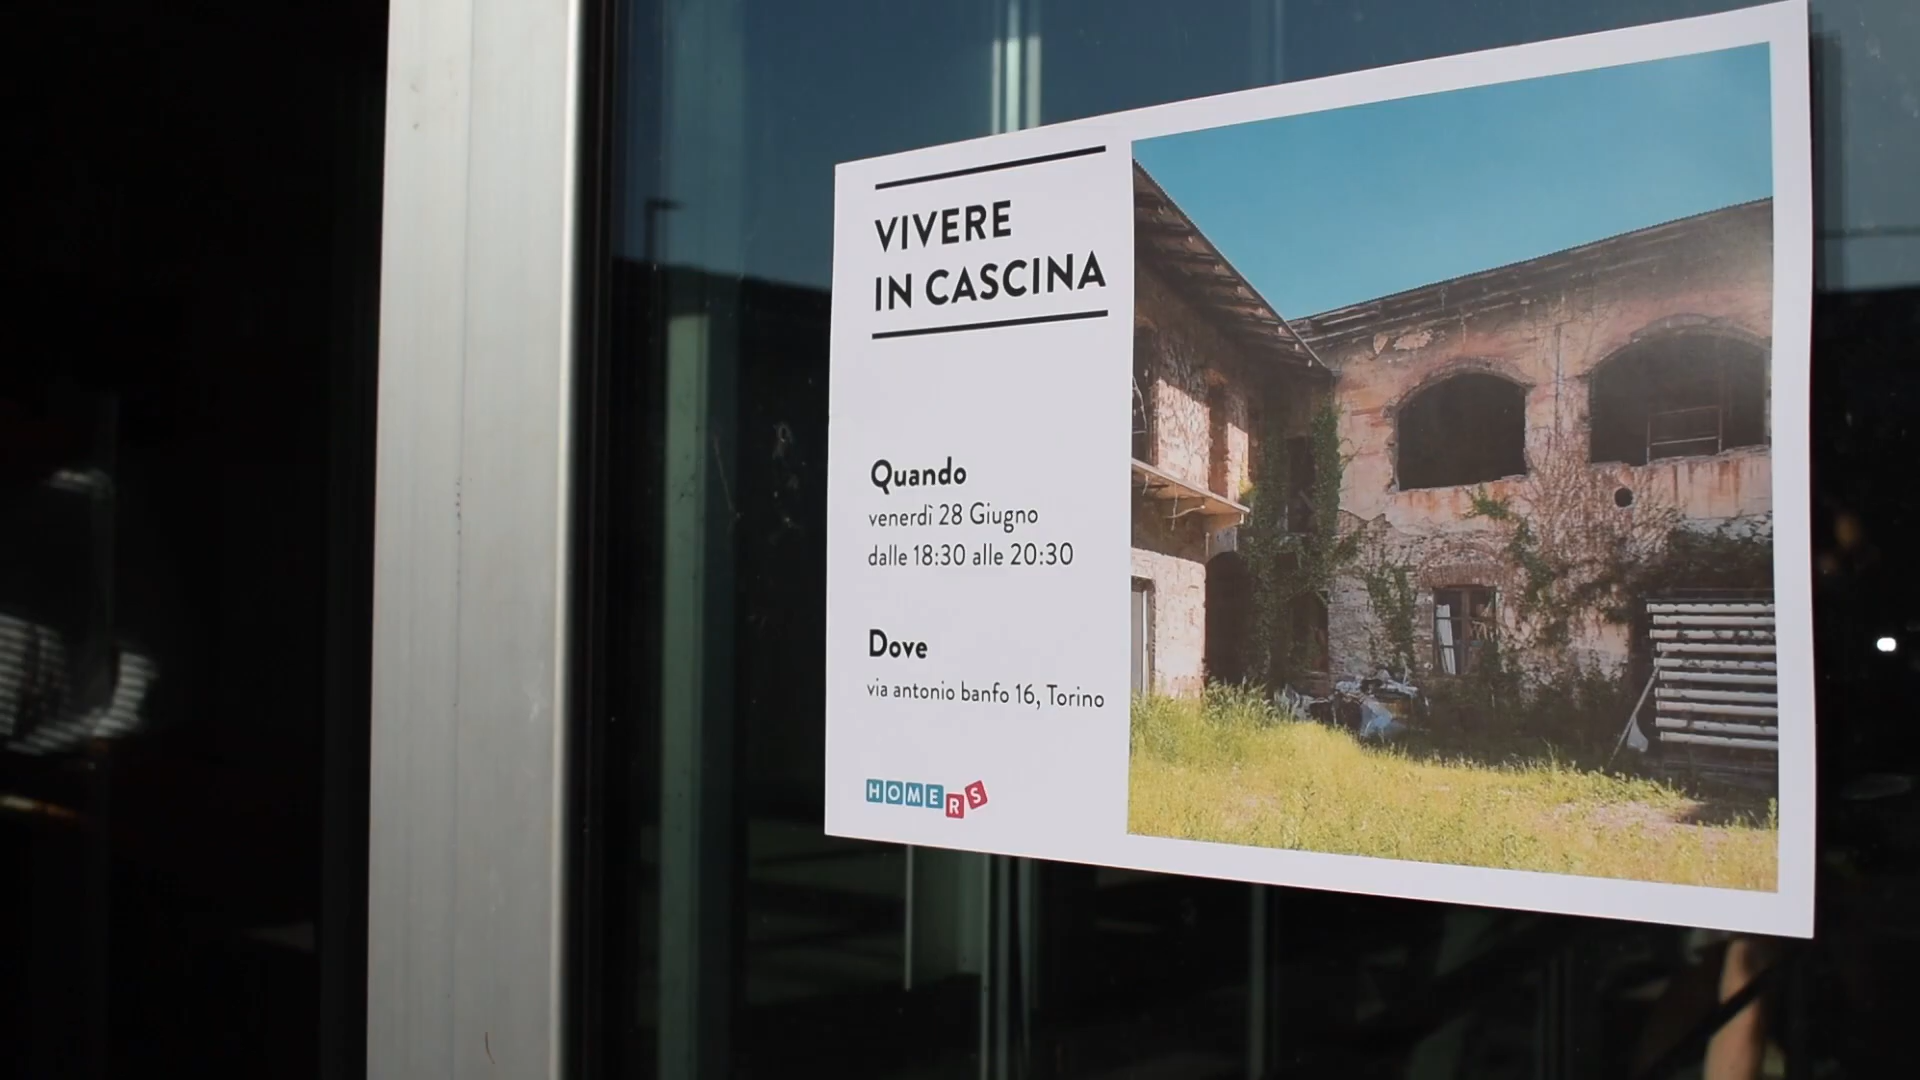 VIVERE
IN CASCINA
Quando
venerdì 28 Giugno
dalle 18:30 alle 20:30
Dove
via antonio banfo 16, Torino
HOMERS